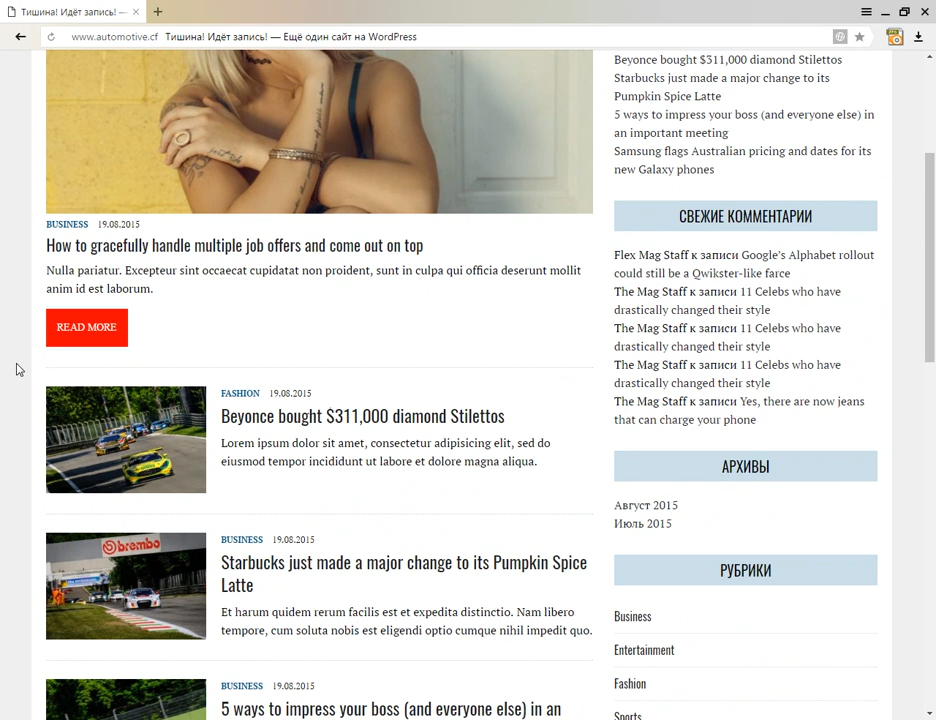 Тишина! Идёт запись! —
www.automotive.cf Тишина! Идёт запись! — Ещё один сайт на WordPress
BUSINESS 19.08.2015
How to gracefully handle multiple job offers and come out on top
Nulla pariatur. Excepteur sint occaecat cupidatat non proident, sunt in culpa qui officia deserunt mollit
anim id est laborum.
READ MORE
FASHION 19.08.2015
Beyonce bought $311,000 diamond Stilettos
Lorem ipsum dolor sit amet, consectetur adipisicing elit, sed do
eiusmod tempor incididunt ut labore et dolore magna aliqua.
brembo
BUSINESS 19.08.2015
Starbucks just made a major change to its Pumpkin Spice
Latte
Et harum quidem rerum facilis est et expedita distinctio. Nam libero
tempore, cum soluta nobis est eligendi optio cumque nihil impedit quo.
BUSINESS 19.08.2015
5 ways to impress your boss (and everyone else) in an
Beyonce bought $311,000 diamond Stilettos
Starbucks just made a major change to its
Pumpkin Spice Latte
5 ways to impress your boss (and everyone else) in
an important meeting
Samsung flags Australian pricing and dates for its
new Galaxy phones
СВЕЖИЕ КОММЕНТАРИИ
Flex Mag Staff к записи Google’s Alphabet rollout
could still be a Qwikster-like farce
The Mag Staff к записи 11 Celebs who have
drastically changed their style
The Mag Staff к записи 11 Celebs who have
drastically changed their style
The Mag Staff к записи 11 Celebs who have
drastically changed their style
The Mag Staff к записи Yes, there are now jeans
that can charge your phone
АРХИВЫ
Август 2015
Июль 2015
РУБРИКИ
Business
Entertainment
Fashion
Sports